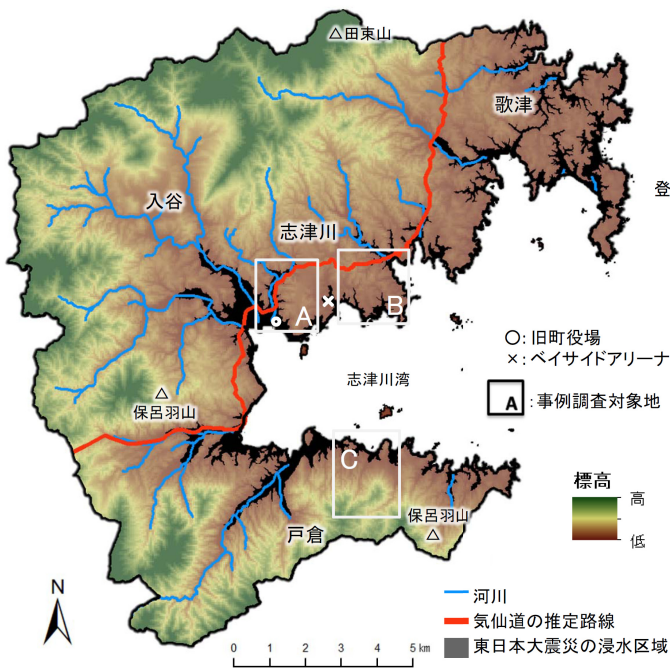 △田東山
歌津
登
入谷
志津川
A
B
○: 旧町役場
×: ベイサイドアリーナ
志津川湾
A : 事例調査対象地
△
保呂羽山
C
標高
高
低
保呂羽山
△
戸倉
N
河川
気仙道の推定路線
東日本大震災の浸水区域
0 1 2 3 4 5 km